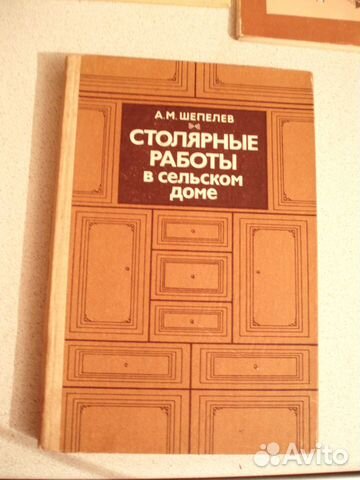 А.М. ШЕПЕЛЕВ
СТОЛЯРНЫЕ
РАБОТЫ
В СЕЛЬСКОМ
ДОМЕ
Avito